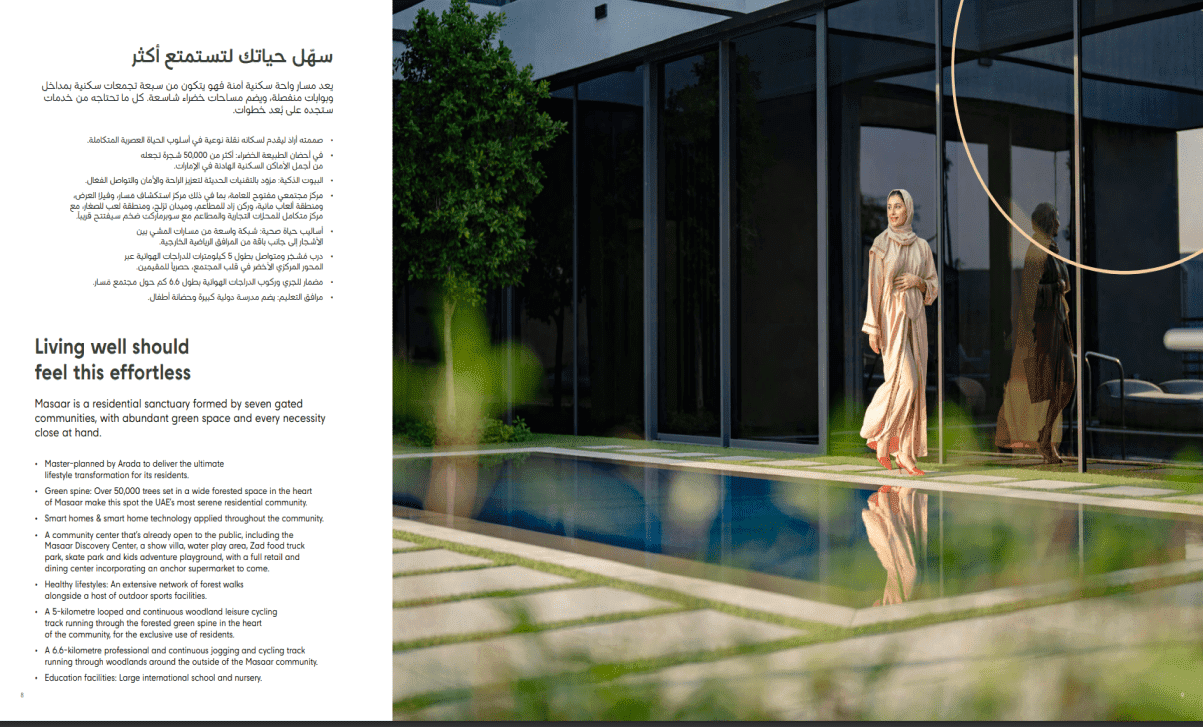 سهّل حياتك لتستمتع أكثر
يعد مسار واحة سكنية آمنة فهو يتكون من سبعة تجمعات سكنية بمداخل
وبوابات منفصلة، ويضم مساحات خضراء شاسعة. كل ما تحتاجه من خدمات
ستجده على بُعد خطوات.
• صممته أراد ليقدم لسكانه نقلة نوعية في أسلوب الحياة العصرية المتكاملة.
• في أحضان الطبيعة الخضراء: أكثر من 50,000 شجرة تجعله
من أجمل الأماكن السكنية الهادئة في الإمارات.
• البيوت الذكية: مزوّد بالتقنيات الحديثة لتعزيز الراحة والأمان والتواصل الفعّال.
• مركز مجتمعي مفتوح للعامة، بما في ذلك مركز استكشاف مسار، وفيلا العرض،
ومنطقة ألعاب مائية، وركن زاد للمطاعم، وميدان تزلج، ومنطقة لعب للصغار، مع
مركز متكامل للمحلات التجارية والمطاعم مع سوبرماركت ضخم سيفتتح قريباً.
• أساليب حياة صحية: شبكة واسعة من مسارات المشي بين
الأشجار إلى جانب باقة من المرافق الرياضية الخارجية.
• درب مُشجّر ومتواصل بطول 5 كيلومترات للدراجات الهوائية عبر
المحور المركزي الأخضر في قلب المجتمع، حصرياً للمقيمين.
• مضمار للجري وركوب الدراجات الهوائية بطول 6.6 كم حول مجتمع مسار.
• مرافق التعليم: يضم مدرسة دولية كبيرة وحضانة أطفال.
Living well should
feel this effortless
Masaar is a residential sanctuary formed by seven gated
communities, with abundant green space and every necessity
close at hand.
• Master-planned by Arada to deliver the ultimate
lifestyle transformation for its residents.
• Green spine: Over 50,000 trees set in a wide forested space in the heart
of Masaar make this spot the UAE's most serene residential community.
• Smart homes & smart home technology applied throughout the community.
• A community center that's already open to the public, including the
Masaar Discovery Center, a show villa, water play area, Zad food truck
park, skate park and kids adventure playground, with a full retail and
dining center incorporating an anchor supermarket to come.
• Healthy lifestyles: An extensive network of forest walks
alongside a host of outdoor sports facilities.
• A 5-kilometre looped and continuous woodland leisure cycling
track running through the forested green spine in the heart
of the community, for the exclusive use of residents.
• A 6.6-kilometre professional and continuous jogging and cycling track
running through woodlands around the outside of the Masaar community.
• Education facilities: Large international school and nursery.
8